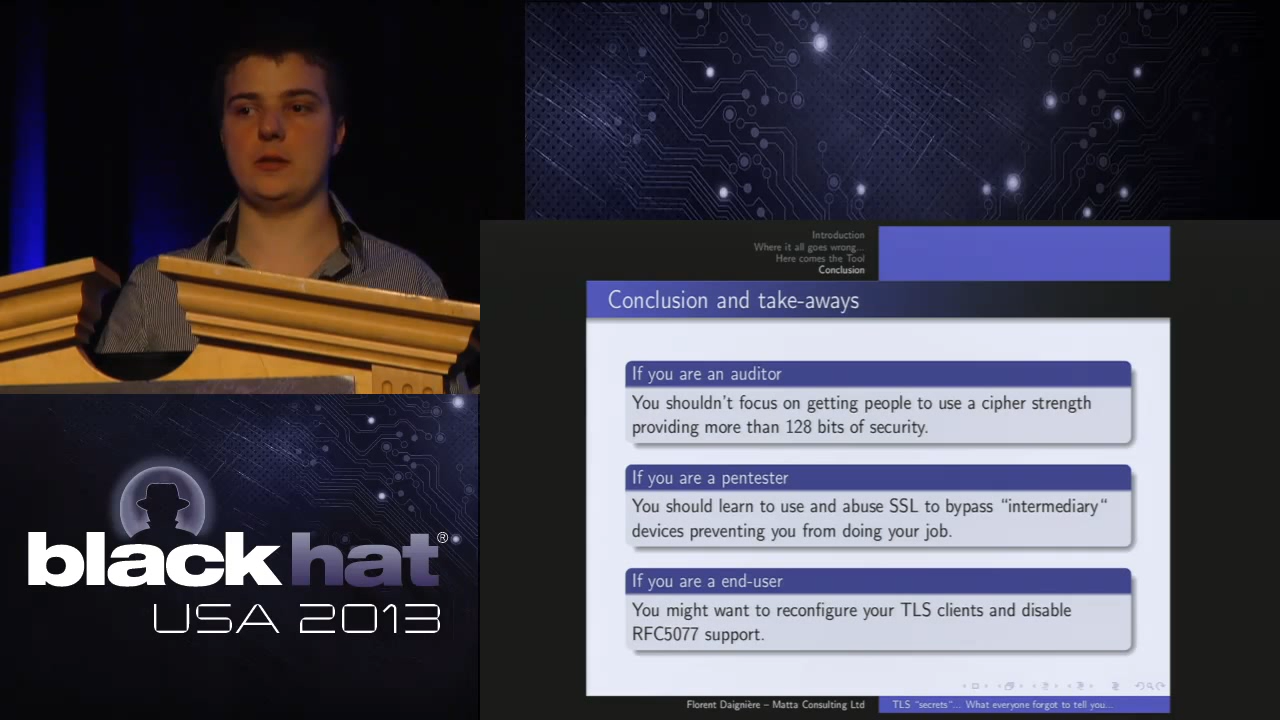 Introduction
Where it all goes wrong...
Here comes the Tool
Conclusion
Conclusion and take-aways
If you are an auditor
You shouldn't focus on getting people to use a cipher strength
providing more than 128 bits of security.
If you are a pentester
You should learn to use and abuse SSL to bypass “intermediary“
devices preventing you from doing your job.
If you are a end-user
You might want to reconfigure your TLS clients and disable
RFC5077 support.
Florent Daignière – Matta Consulting Ltd
TLS “secrets”... What everyone forgot to tell you...
black hat®
USA 2013